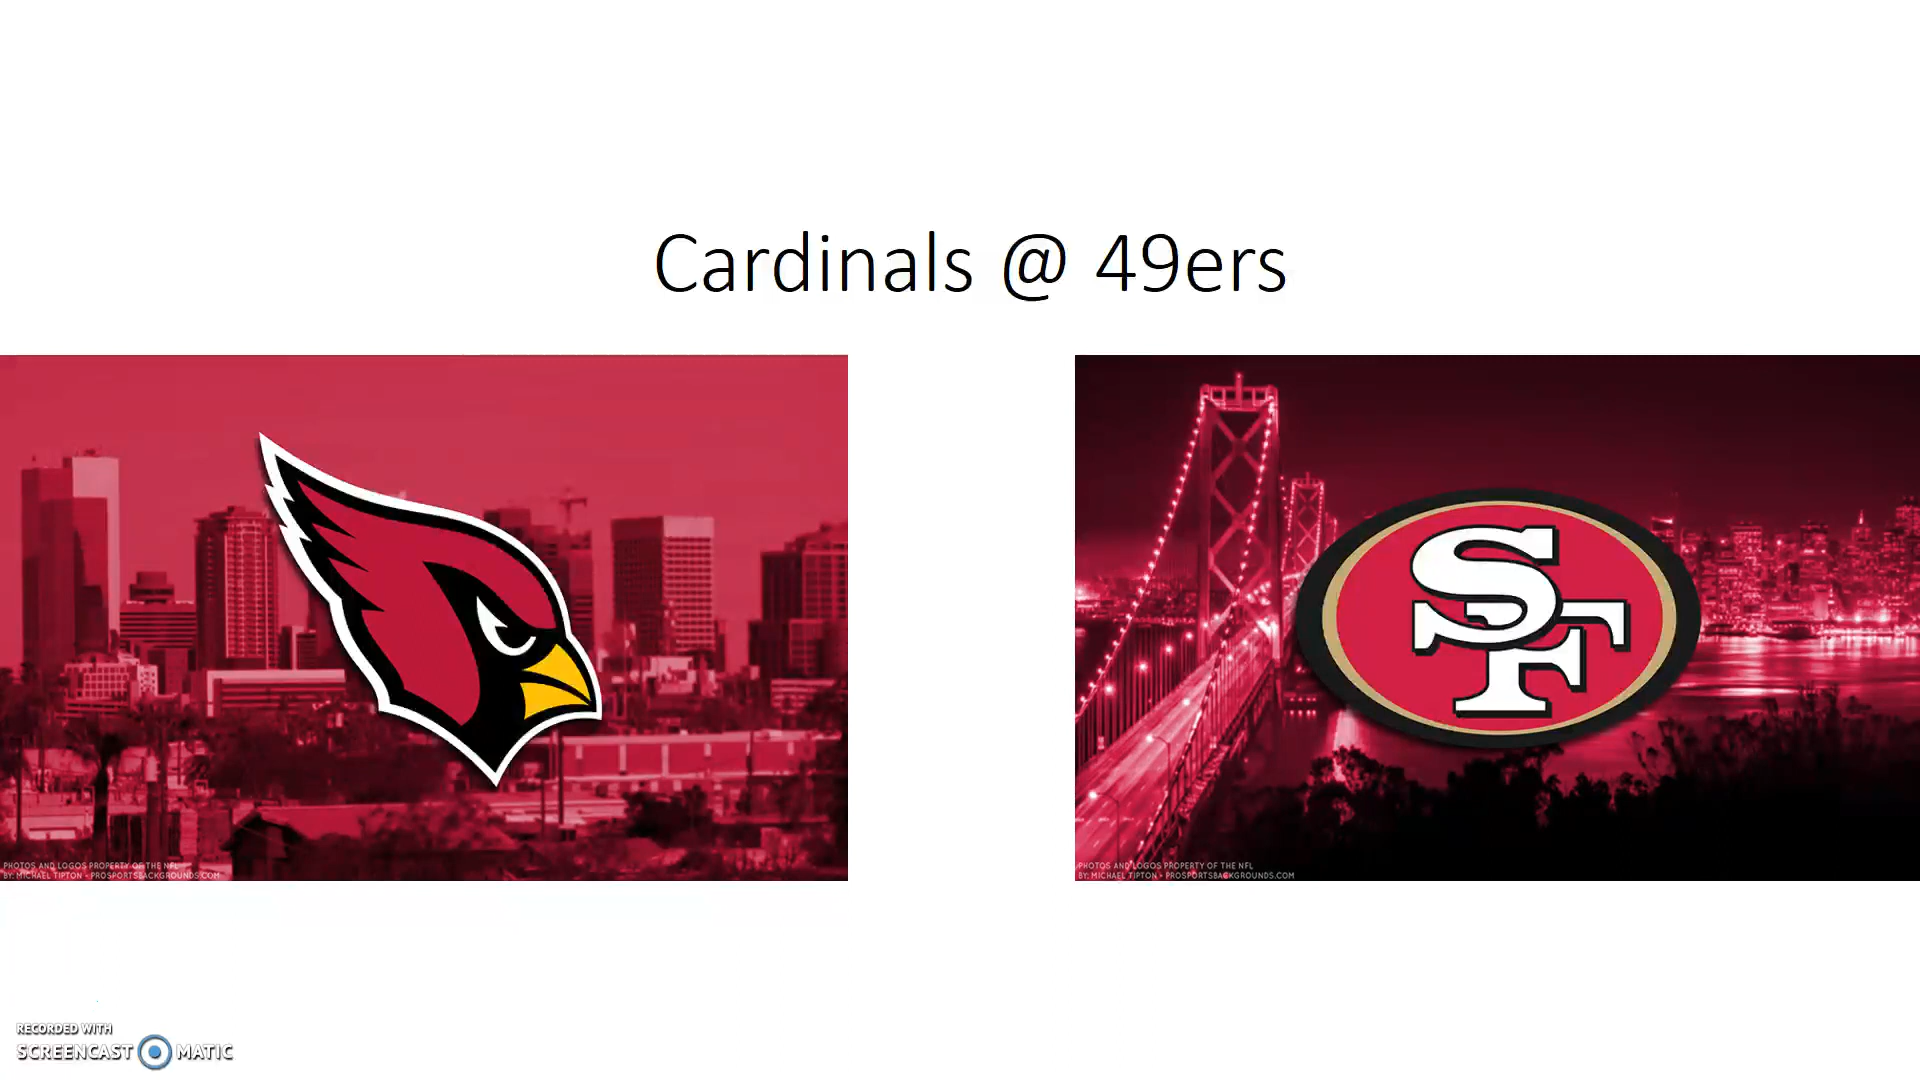 Cardinals @ 49ers
SF
PHOTOS AND LOGOS PROPERTY OF THE NFL
BY: MICHAEL TIPTON - PROSPORTSBACKGROUNDS.COM
PHOTOS AND LOGOS PROPERTY OF THE NFL
BY: MICHAEL TIPTON - PROSPORTSBACKGROUNDS.COM
RECORDED WITH
SCREENCAST MATIC